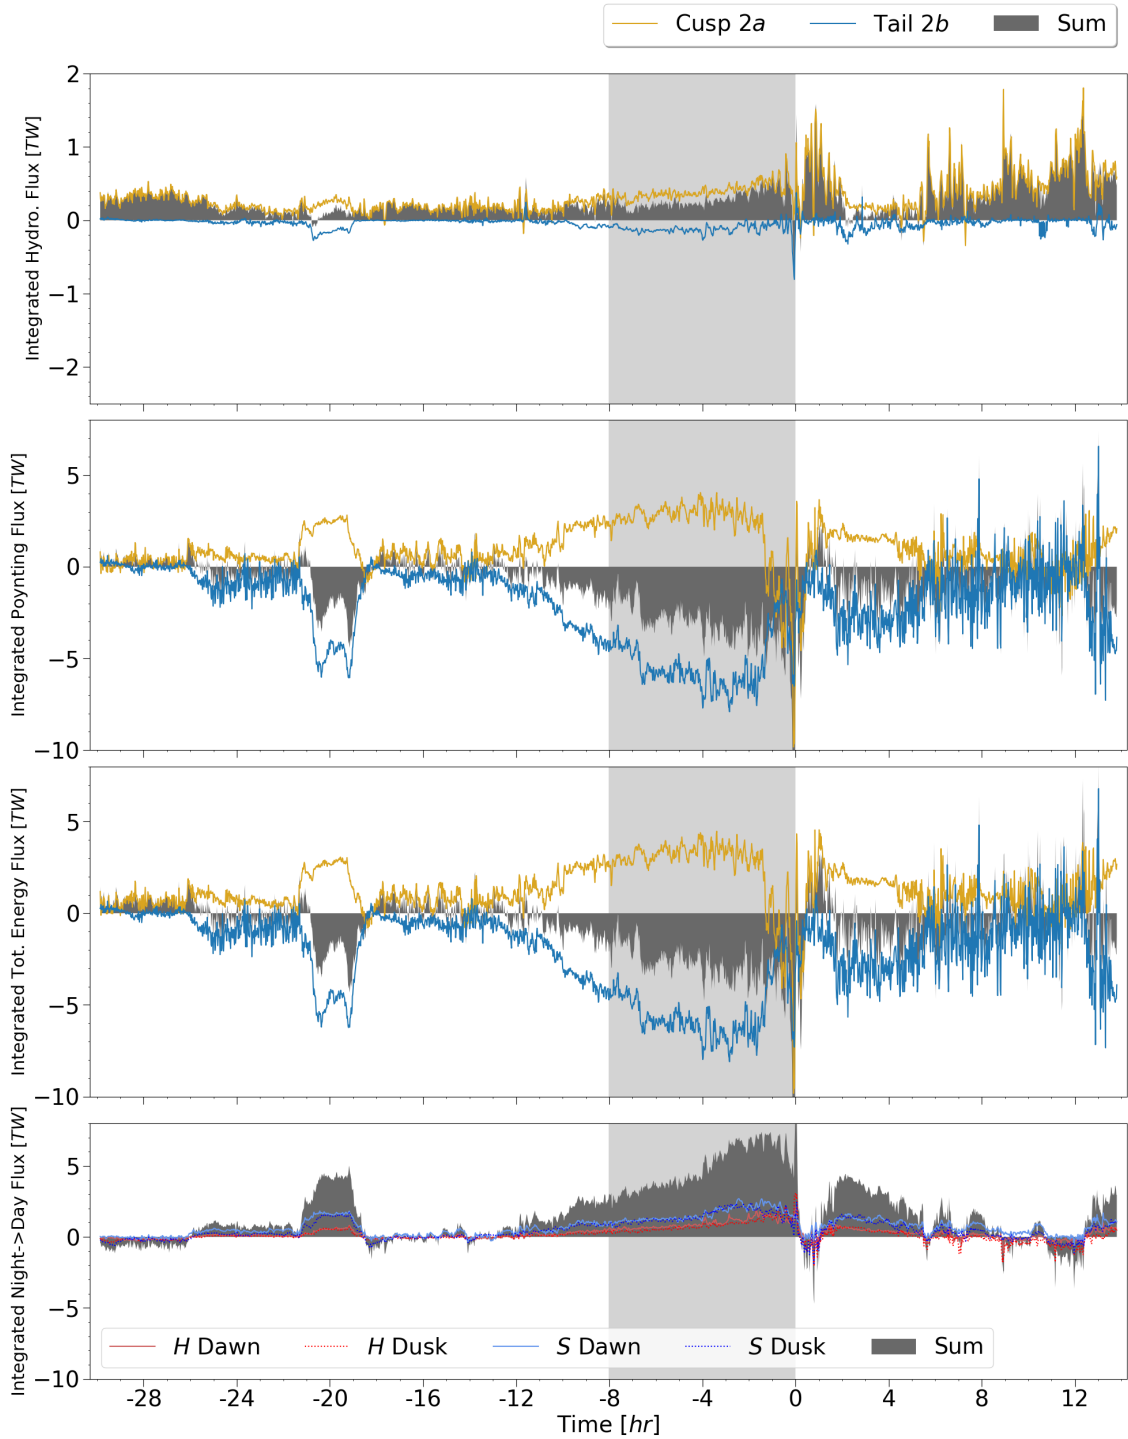 Cusp 2a Tail 2b Sum
Integrated Hydro. Flux [TW]
2
1
0
−1
−2
Integrated Poynting Flux [TW]
5
0
−5
−10
Integrated Tot. Energy Flux [TW]
5
0
−5
−10
Integrated Night->Day Flux [TW]
5
0
−5
−10
H Dawn H Dusk S Dawn S Dusk Sum
-28 -24 -20 -16 -12 -8 -4 0 4 8 12
Time [hr]